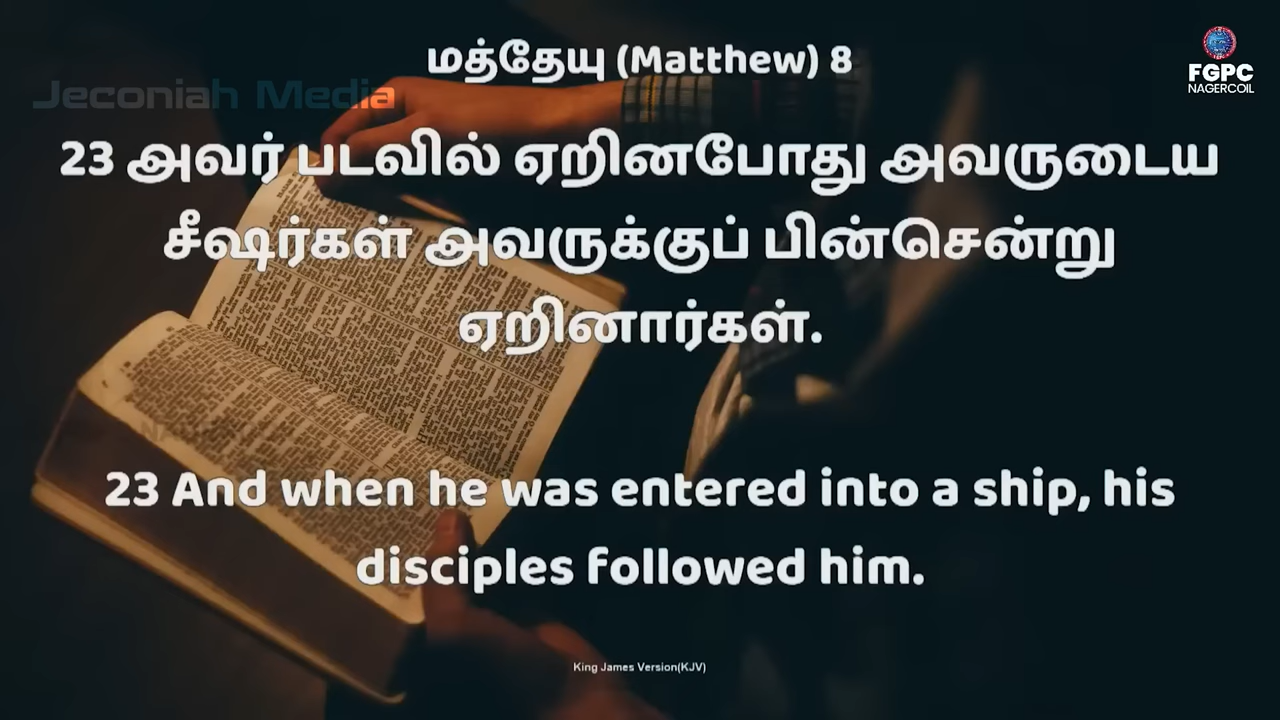 மத்தேயு (Matthew) 8
FGPC
NAGERCOIL
Jeconiah Media
23 அவர் படவில் ஏறினபோது அவருடைய
சீஷர்கள் அவருக்குப் பின்சென்று
ஏறினார்கள்.
23 And when he was entered into a ship, his
disciples followed him.
King James Version(KJV)